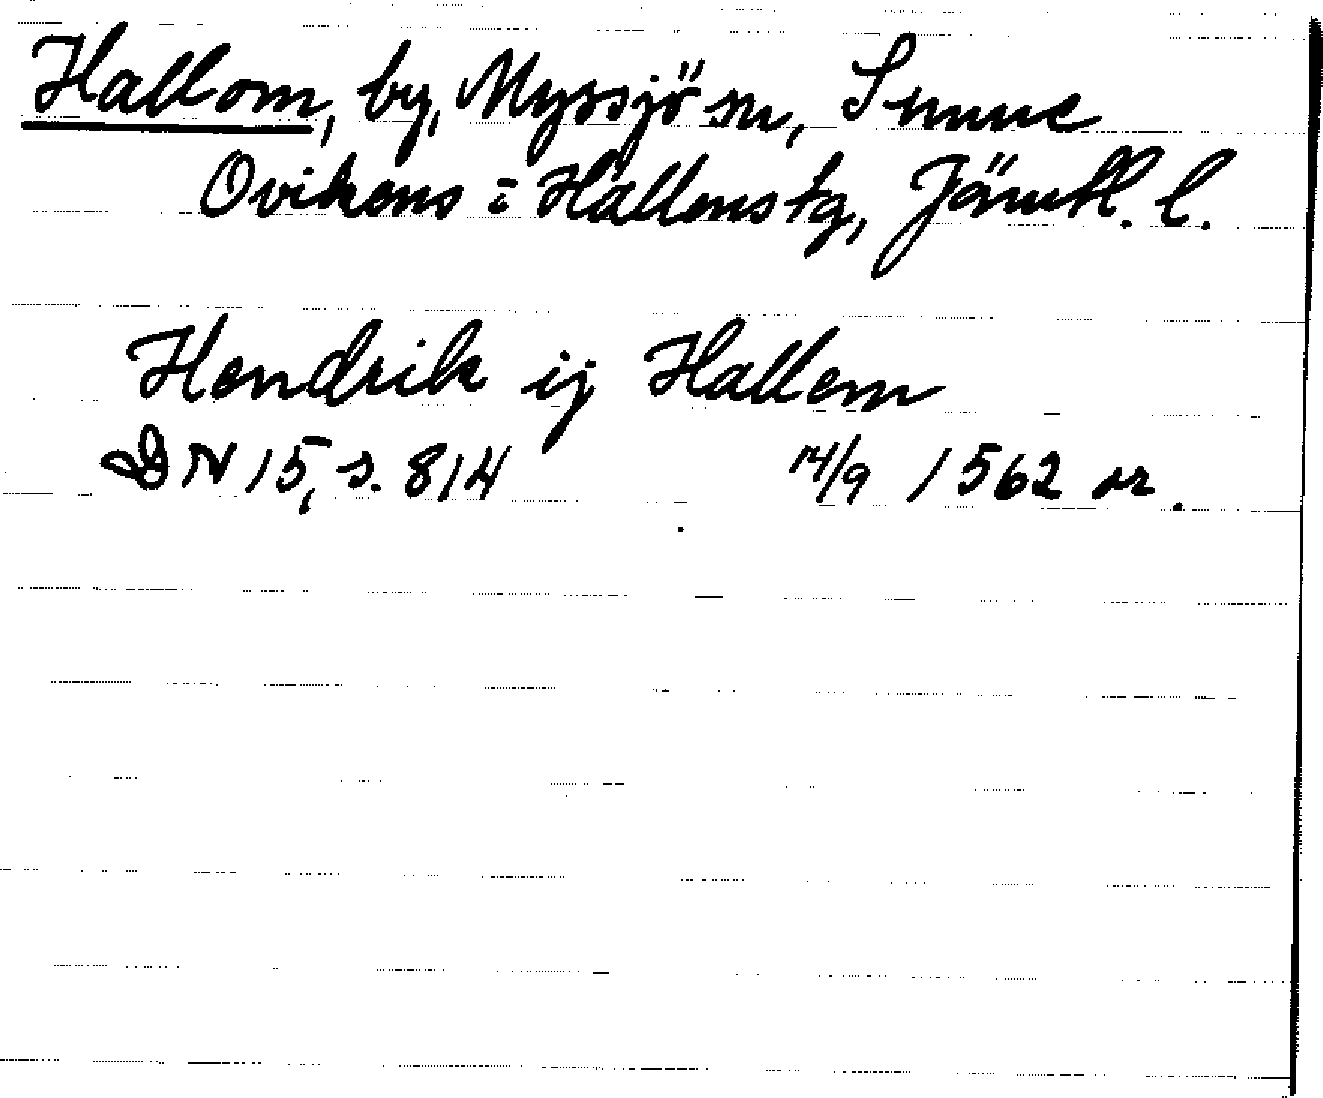 Hallom, by, Myssjö sn, Sunne
Ovikens = Hallens tg, Jämtl. l.
Hendrik ij Hallem
DN 15, s. 814 14/9 1562 or.